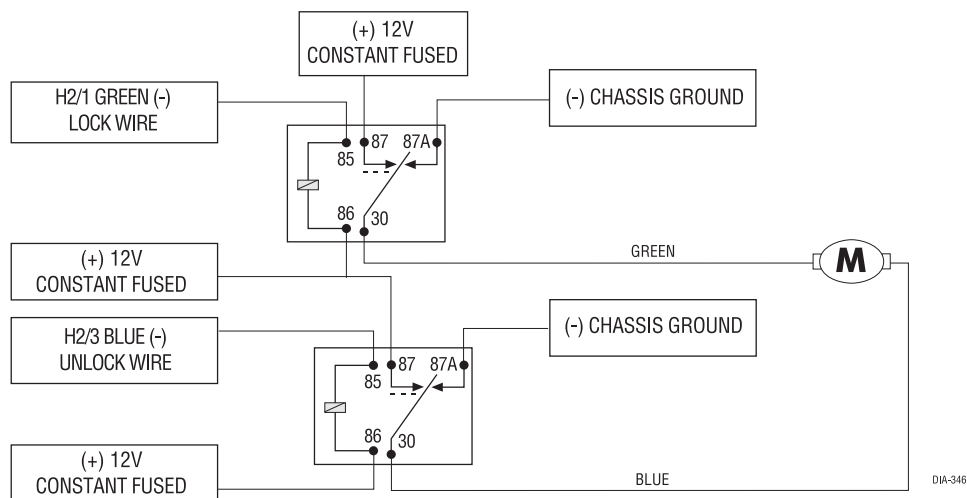 (+) 12V
CONSTANT FUSED
H2/1 GREEN (-)
LOCK WIRE
(-) CHASSIS GROUND
87
87A
85
86
30
GREEN
M
(+) 12V
CONSTANT FUSED
H2/3 BLUE (-)
UNLOCK WIRE
(-) CHASSIS GROUND
87
87A
85
86
30
(+) 12V
CONSTANT FUSED
BLUE
DIA-346